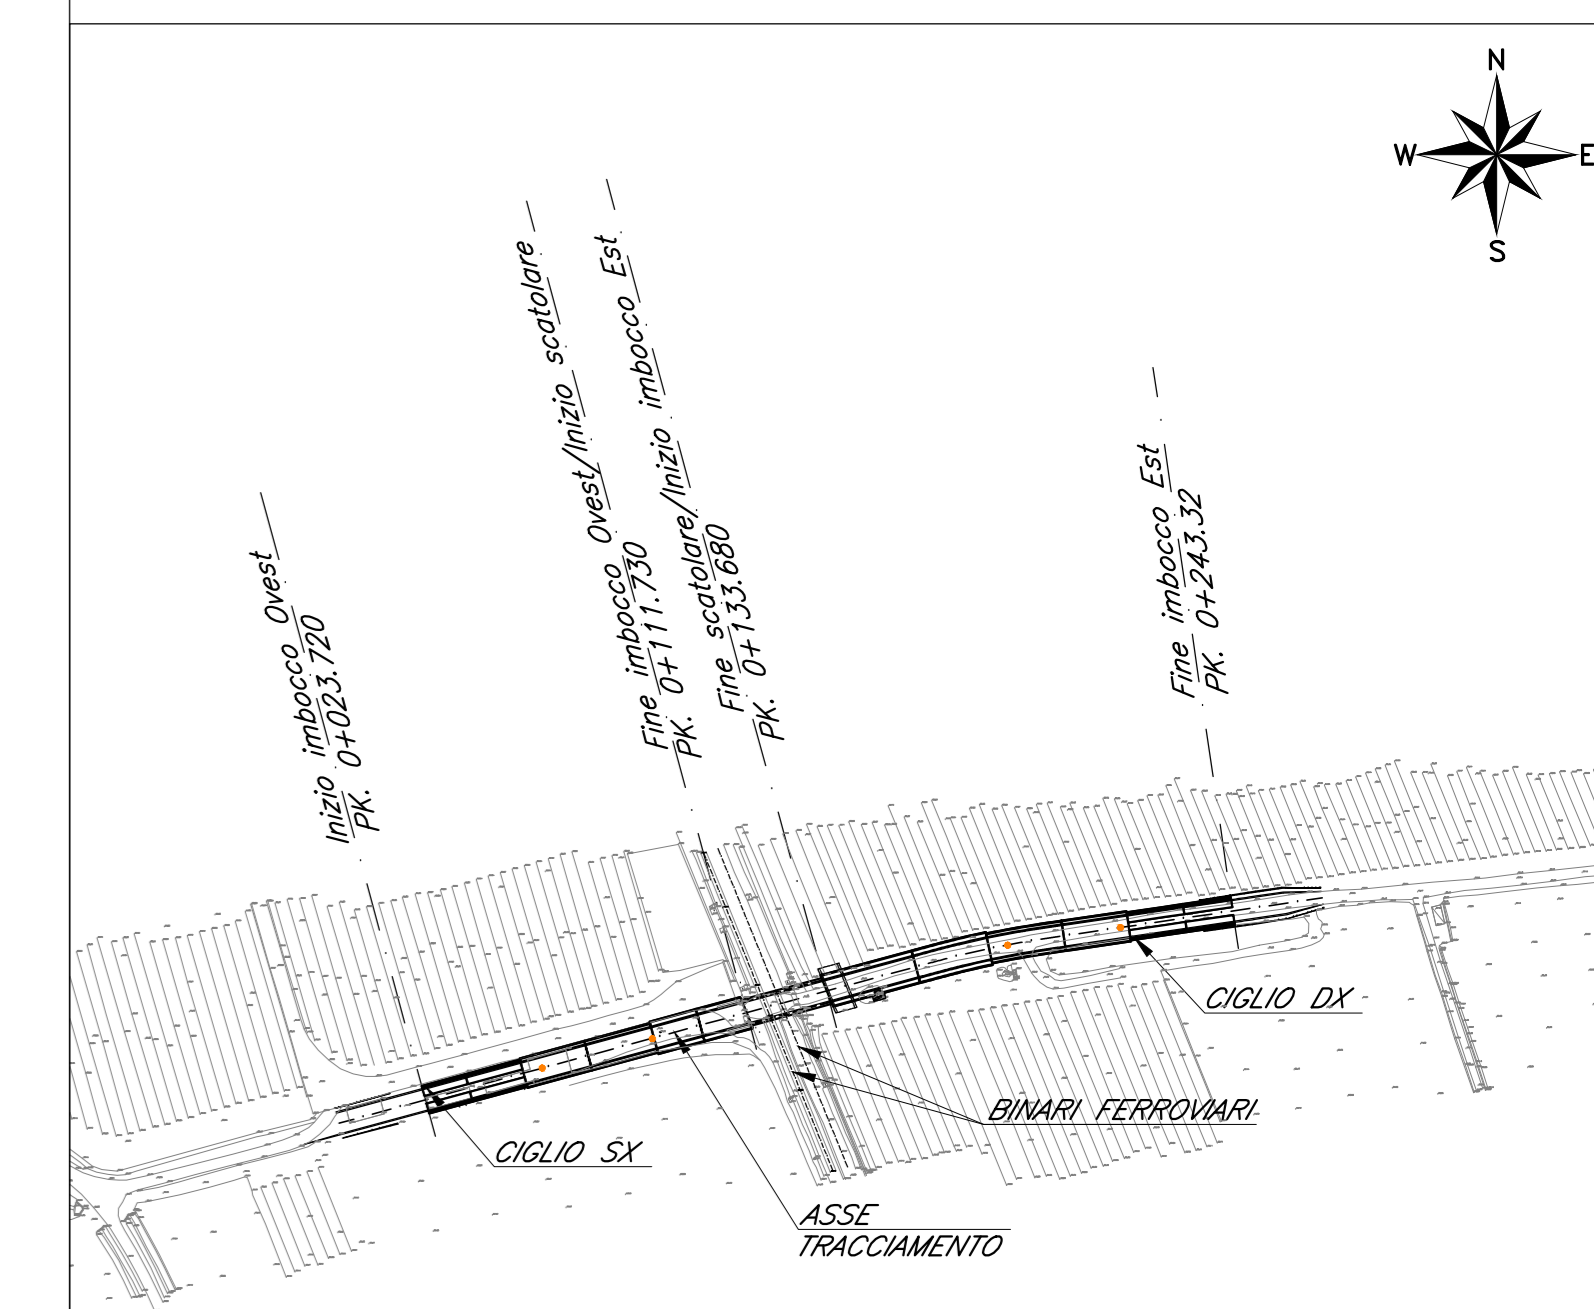 N
W
E
S
Inizio imbocco Ovest
PK. 0+023.720
Fine imbocco Ovest/Inizio scatolare
PK. 0+111.730
Fine scatolare/Inizio imbocco Est
PK. 0+133.680
Fine imbocco Est
PK. 0+243.32
CIGLIO DX
BINARI FERROVIARI
CIGLIO SX
ASSE
TRACCIAMENTO